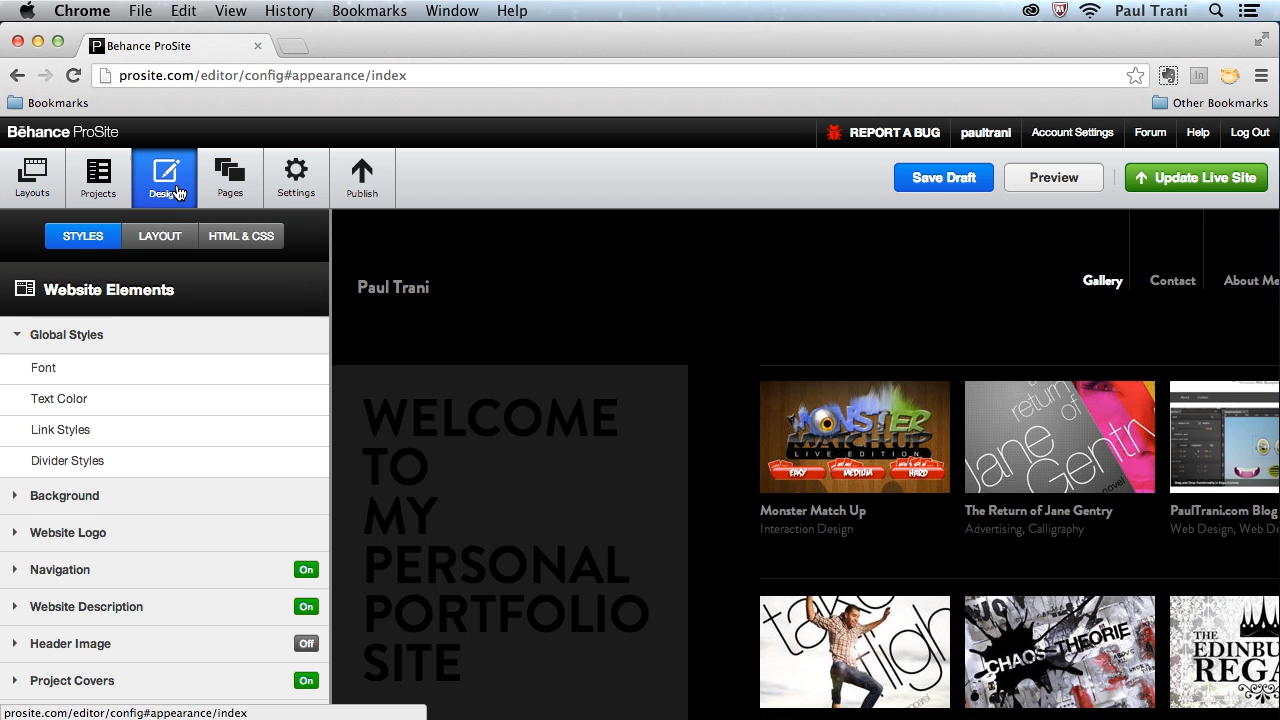 Chrome File Edit View History Bookmarks Window Help Paul Trani
Behance ProSite
prosite.com/editor/config#appearance/index
Bookmarks Other Bookmarks
Bēhance ProSite REPORT A BUG paultrani Account Settings Forum Help Log Out
Layouts Projects Pages Settings Publish Save Draft Preview Update Live Site
STYLES LAYOUT HTML & CSS
Website Elements
Paul Trani Gallery Contact About Me
Global Styles
Font
Text Color
Link Styles
Divider Styles
Background
Website Logo
Navigation On
Website Description On
Header Image Off
Project Covers On
WELCOME
TO
MY
PERSONAL
PORTFOLIO
SITE
MONSTER
MATCH UP
LIVE EDITION
EASY MEDIUM HARD
return
of
Jane
Gentry
Monster Match Up The Return of Jane Gentry PaulTrani.com Blog
Interaction Design Advertising, Calligraphy Web Design, Web De
take
fligh
CHAOS THEORIE
THE
EDINBU
REGA
prosite.com/editor/config#appearance/index